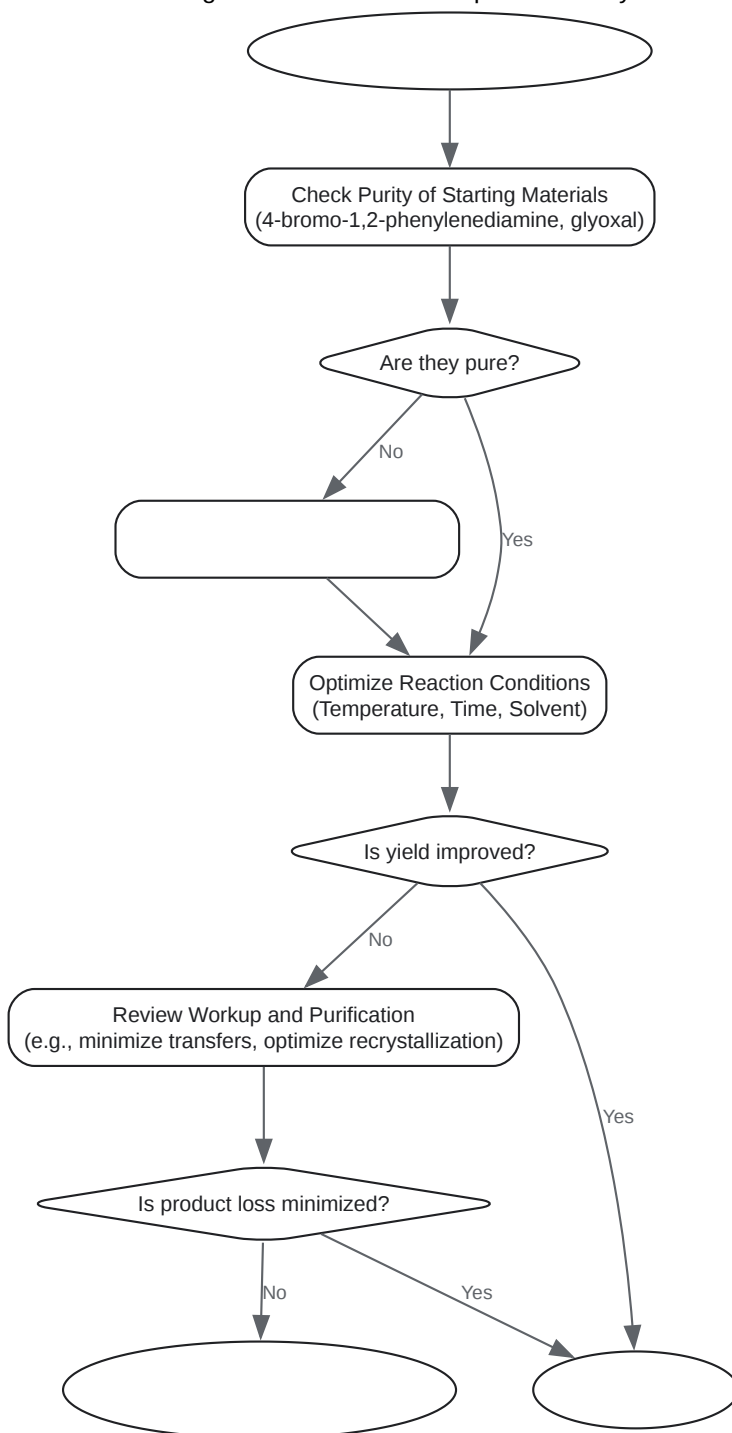 Check Purity of Starting Materials
(4-bromo-1,2-phenylenediamine, glyoxal)
Are they pure?
No
Yes
Optimize Reaction Conditions
(Temperature, Time, Solvent)
Is yield improved?
No
Review Workup and Purification
(e.g., minimize transfers, optimize recrystallization)
Yes
Is product loss minimized?
No
Yes